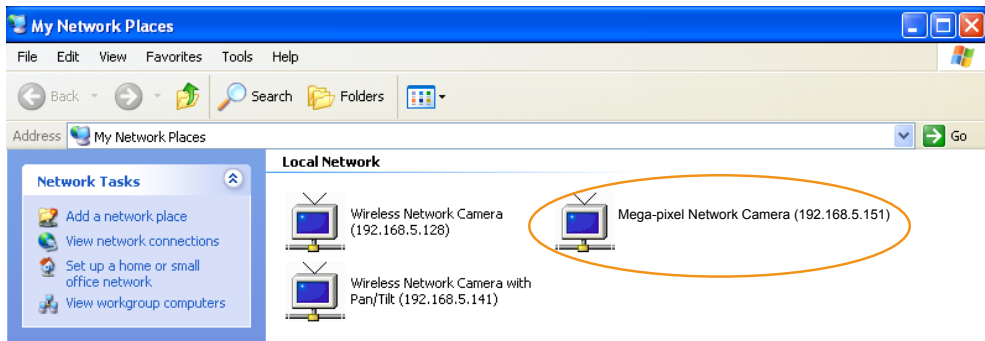 My Network Places
File Edit View Favorites Tools Help
Back Search Folders
Address My Network Places Go
Network Tasks
Add a network place
View network connections
Set up a home or small
office network
View workgroup computers
Local Network
Wireless Network Camera
(192.168.5.128)
Mega-pixel Network Camera (192.168.5.151)
Wireless Network Camera with
Pan/Tilt (192.168.5.141)